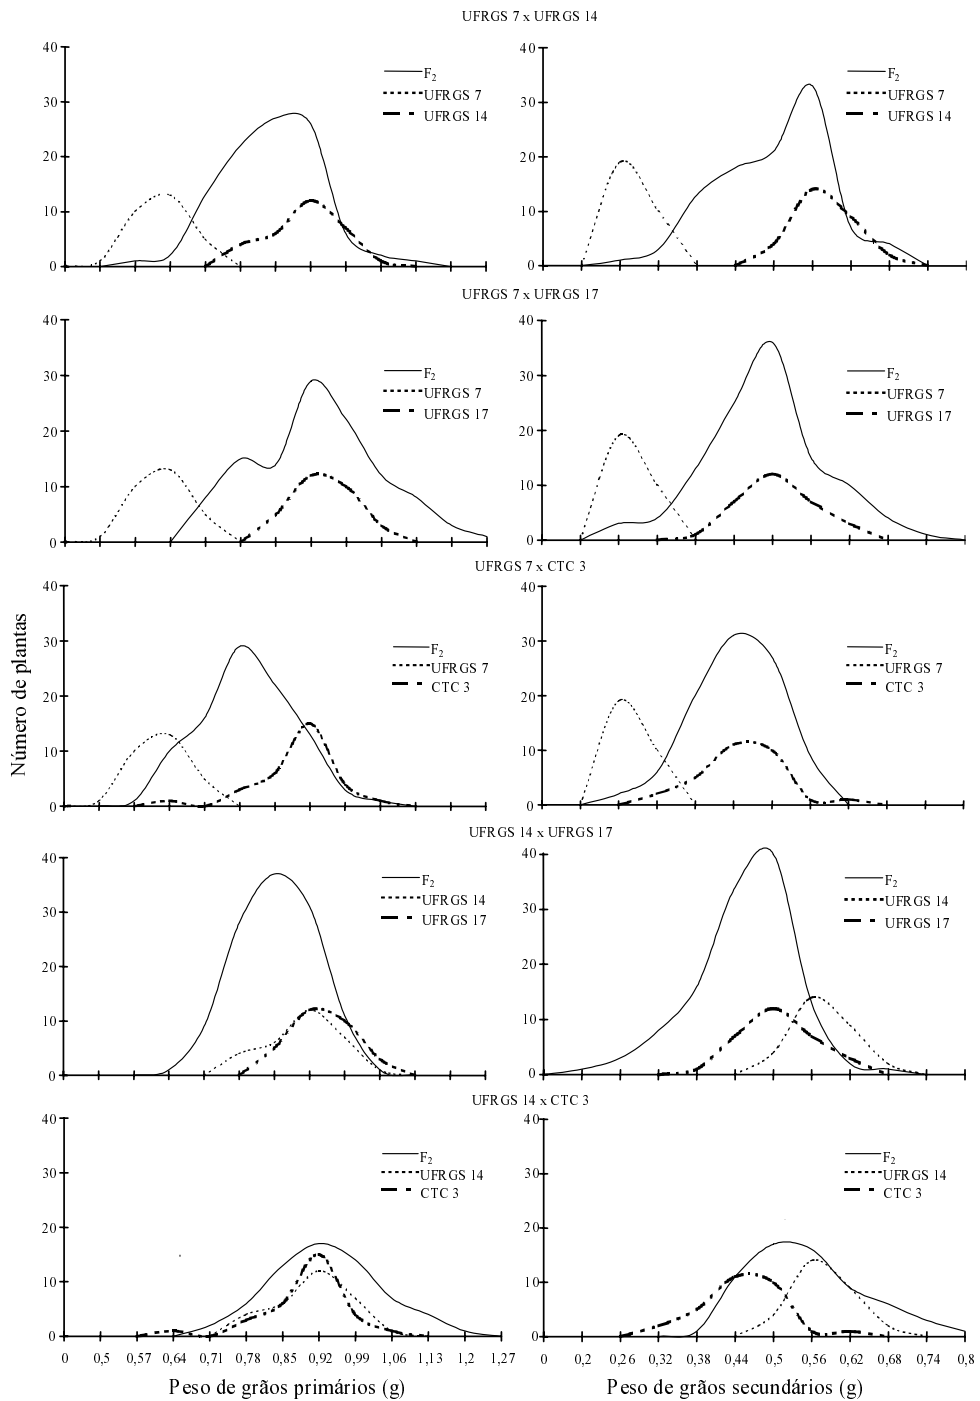 UFRGS 7 x UFRGS 14
40
30
20
10
0
F2
UFRGS 7
UFRGS 14
40
30
20
10
0
F2
UFRGS 7
UFRGS 14
UFRGS 7 x UFRGS 17
40
30
20
10
0
F2
UFRGS 7
UFRGS 17
40
30
20
10
0
F2
UFRGS 7
UFRGS 17
UFRGS 7 x CTC 3
Número de plantas
40
30
20
10
0
F2
UFRGS 7
CTC 3
40
30
20
10
0
F2
UFRGS 7
CTC 3
UFRGS 14 x UFRGS 17
40
30
20
10
0
F2
UFRGS 14
UFRGS 17
40
30
20
10
0
F2
UFRGS 14
UFRGS 17
UFRGS 14 x CTC 3
40
30
20
10
0
F2
UFRGS 14
CTC 3
0 0,5 0,57 0,64 0,71 0,78 0,85 0,92 0,99 1,06 1,13 1,2 1,27
Peso de grãos primários (g)
40
30
20
10
0
F2
UFRGS 14
CTC 3
0 0,2 0,26 0,32 0,38 0,44 0,5 0,56 0,62 0,68 0,74 0,8
Peso de grãos secundários (g)